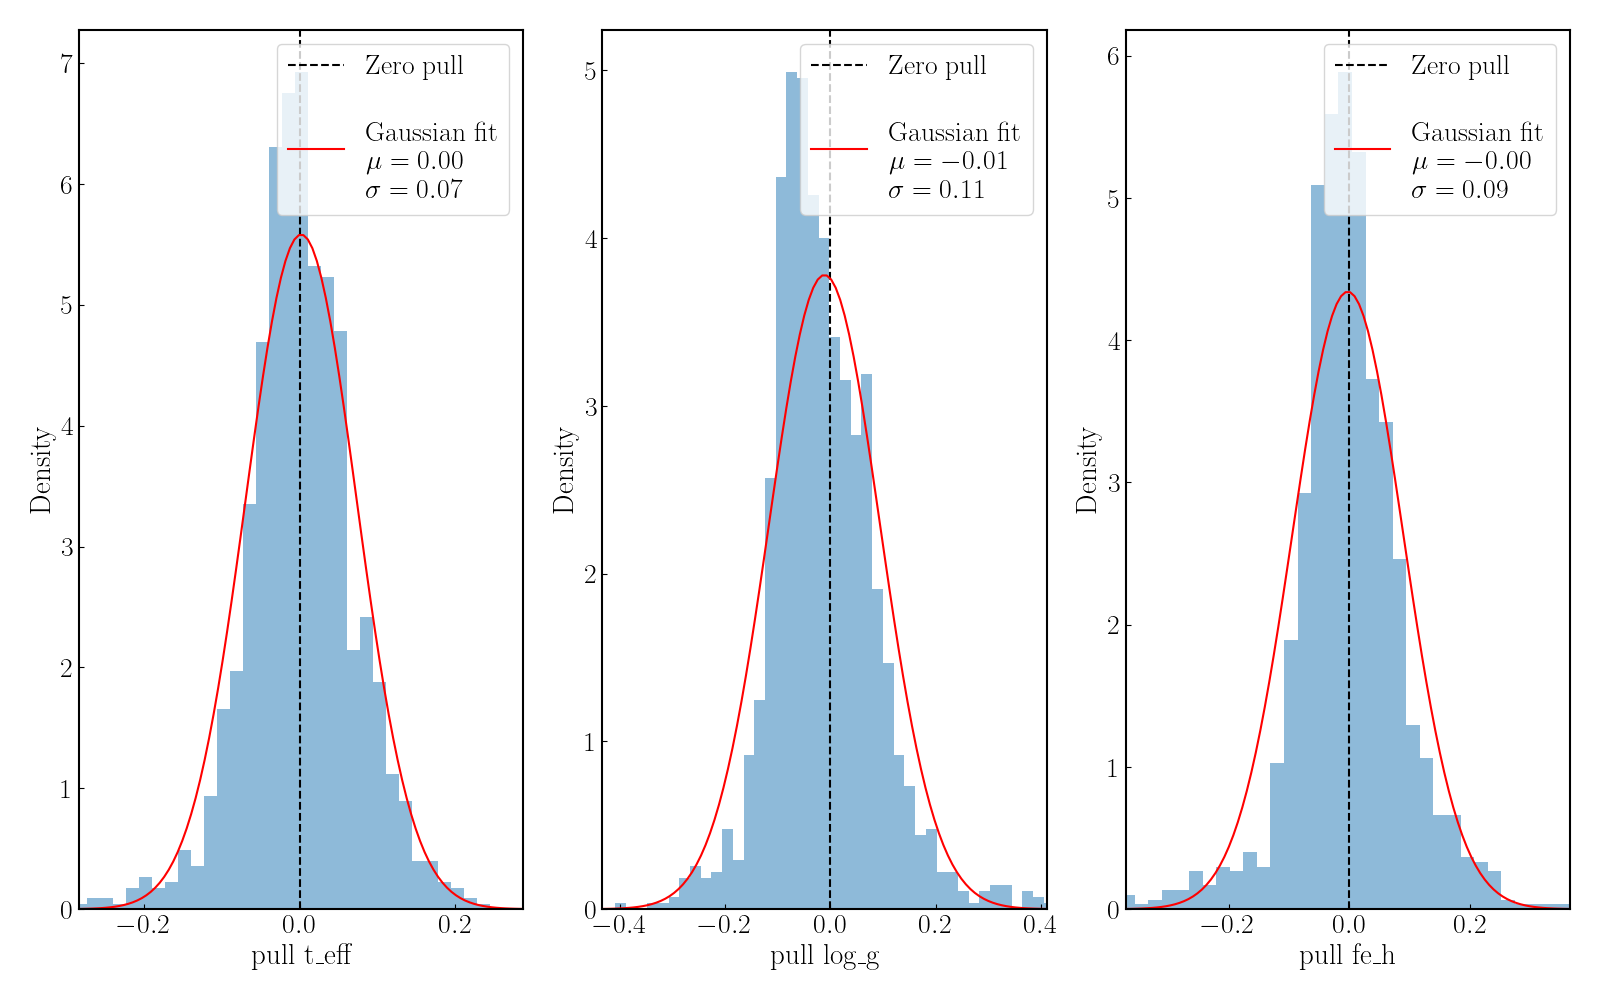 Zero pull
Gaussian fit
μ = 0.00
σ = 0.07
7
6
5
4
3
2
1
0
Density
−0.2
0.0
0.2
pull t_eff
Zero pull
Gaussian fit
μ = −0.01
σ = 0.11
5
4
3
2
1
0
Density
−0.4
−0.2
0.0
0.2
0.4
pull log_g
Zero pull
Gaussian fit
μ = −0.00
σ = 0.09
6
5
4
3
2
1
0
Density
−0.2
0.0
0.2
pull fe_h